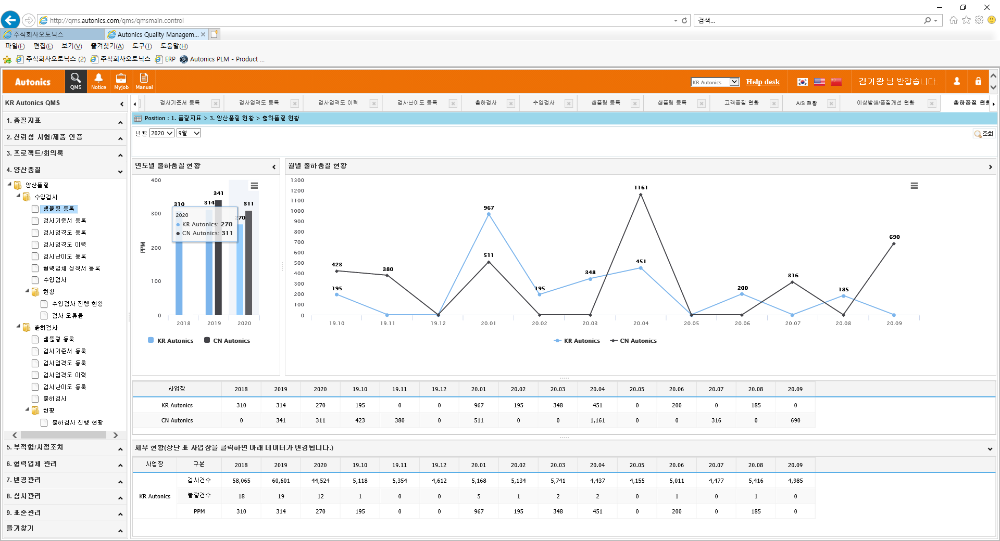 http://qms.autonics.com/qms/qmsmain.control
검색...
주식회사오토닉스
Autonics Quality Managem...
파일(F) 편집(E) 보기(V) 즐겨찾기(A) 도구(T) 도움말(H)
주식회사오토닉스 (2) 주식회사오토닉스 ERP Autonics PLM - Product ...
Autonics QMS Notice Myjob Manual KR Autonics Help desk 김기왕 님 반갑습니다.
KR Autonics QMS
검사기준서 등록 검사엄격도 등록 검사엄격도 이력 검사난이도 등록 출하검사 수입검사 샘플링 등록 샘플링 등록 고객품질 현황 A/S 현황 이상발생/품질개선 현황 출하품질 현황
Position : 1. 품질지표 > 3. 양산품질 현황 > 출하품질 현황
년월 2020 9월 조회
1. 품질지표
2. 신뢰성 시험/제품 인증
3. 프로젝트/회의록
4. 양산품질
양산품질
수입검사
샘플링 등록
검사기준서 등록
검사엄격도 등록
검사엄격도 이력
검사난이도 등록
협력업체 성적서 등록
수입검사
현황
수입검사 진행 현황
검사 오류율
출하검사
샘플링 등록
검사기준서 등록
검사엄격도 등록
검사엄격도 이력
검사난이도 등록
출하검사
현황
출하검사 진행 현황
5. 부적합/시정조치
6. 협력업체 관리
7. 변경관리
8. 심사관리
9. 표준관리
즐겨찾기
연도별 출하품질 현황
400
300
200
100
0
PPM
310 314 341 270 311
2020
KR Autonics: 270
CN Autonics: 311
2018 2019 2020
KR Autonics CN Autonics
월별 출하품질 현황
1300
1200
1100
1000
900
800
700
600
500
400
300
200
100
0
423 195 380 967 511 195 348 1161 451 200 316 185 690
19.10 19.11 19.12 20.01 20.02 20.03 20.04 20.05 20.06 20.07 20.08 20.09
KR Autonics CN Autonics
사업장 2018 2019 2020 19.10 19.11 19.12 20.01 20.02 20.03 20.04 20.05 20.06 20.07 20.08 20.09
KR Autonics 310 314 270 195 0 0 967 195 348 451 0 200 0 185 0
CN Autonics 0 341 311 423 380 0 511 0 0 1,161 0 0 316 0 690
세부 현황(상단 표 사업장을 클릭하면 아래 데이터가 변경됩니다.)
사업장 구분 2018 2019 2020 19.10 19.11 19.12 20.01 20.02 20.03 20.04 20.05 20.06 20.07 20.08 20.09
검사건수 58,065 60,601 44,524 5,118 5,354 4,612 5,168 5,134 5,741 4,437 4,155 5,011 4,477 5,416 4,985
KR Autonics 불량건수 18 19 12 1 0 0 5 1 2 2 0 1 0 1 0
PPM 310 314 270 195 0 0 967 195 348 451 0 200 0 185 0